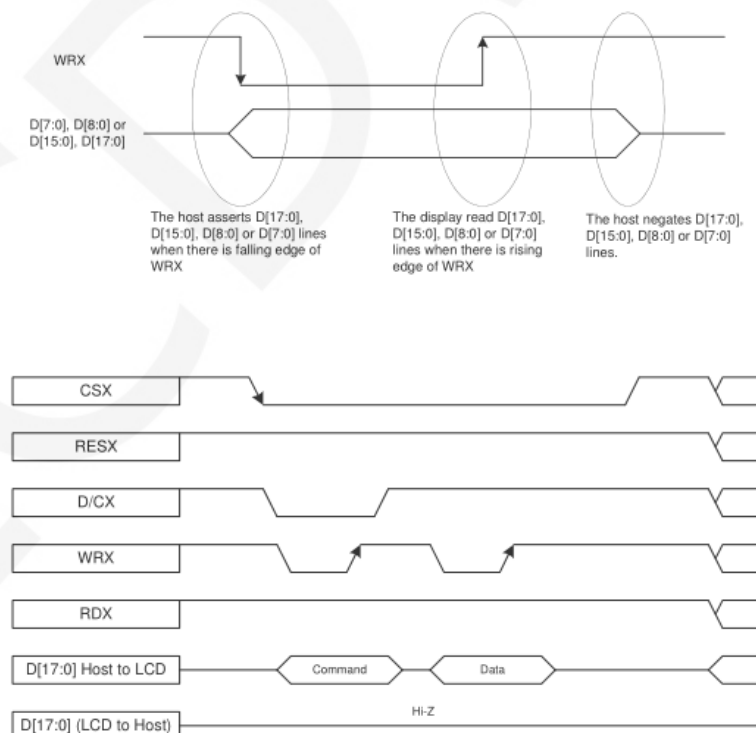 WRX
D[7:0], D[8:0] or
D[15:0], D[17:0]
The host asserts D[17:0],
D[15:0], D[8:0] or D[7:0] lines
when there is falling edge of
WRX
The display read D[17:0],
D[15:0], D[8:0] or D[7:0]
lines when there is rising
edge of WRX
The host negates D[17:0],
D[15:0], D[8:0] or D[7:0]
lines.
CSX
RESX
D/CX
WRX
RDX
D[17:0] Host to LCD
Command
Data
D[17:0] (LCD to Host)
Hi-Z